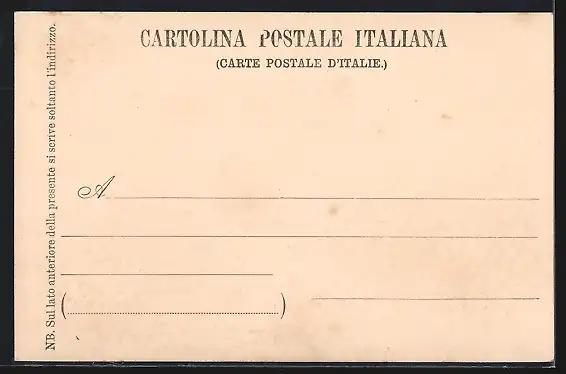 CARTOLINA POSTALE ITALIANA
(CARTE POSTALE D'ITALIE.)
NB. Sul lato anteriore della presente si scrive soltanto l'indirizzo.
A
( )